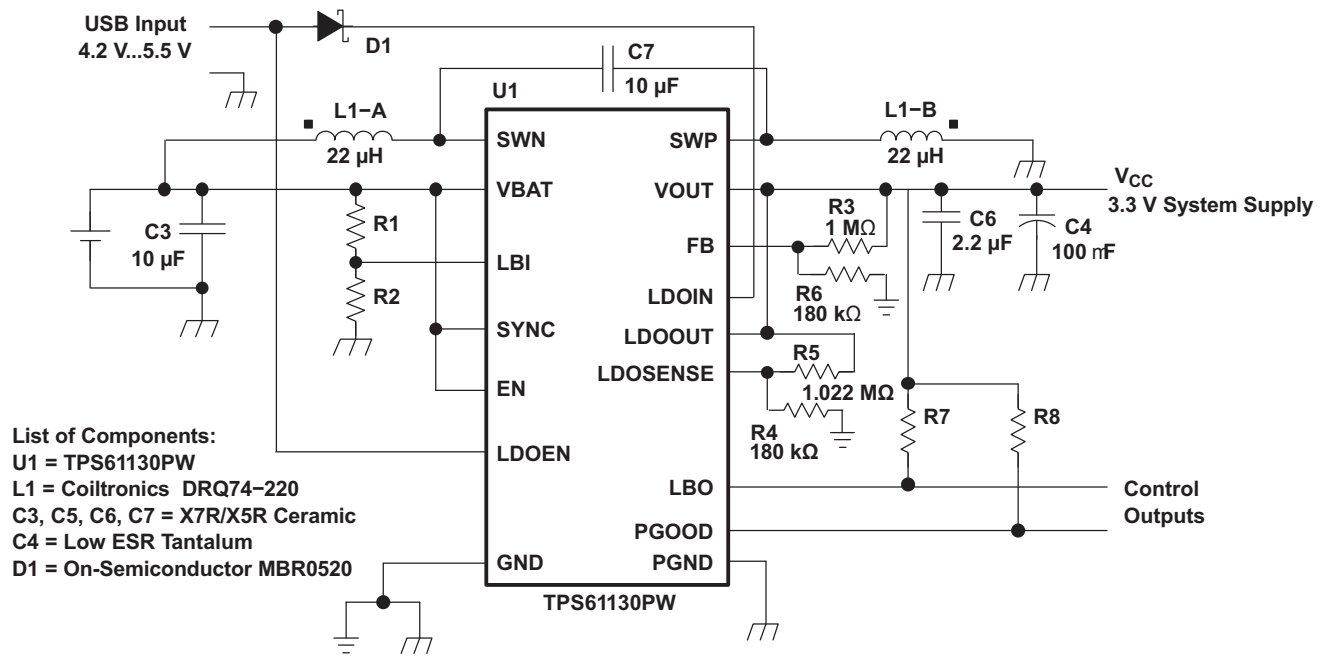 USB Input
4.2 V...5.5 V
D1
C7
10 µF
U1
L1−A
22 µH
L1−B
22 µH
SWN
SWP
VBAT
VOUT
VCC
3.3 V System Supply
C3
10 µF
R1
R2
LBI
FB
R3
1 MΩ
C6
2.2 µF
C4
100 mF
LDOIN
R6
180 kΩ
SYNC
LDOOUT
EN
LDOSENSE
R5
1.022 MΩ
R4
180 kΩ
R7
R8
LDOEN
LBO
PGOOD
Control
Outputs
GND
PGND
TPS61130PW
List of Components:
U1 = TPS61130PW
L1 = Coiltronics DRQ74−220
C3, C5, C6, C7 = X7R/X5R Ceramic
C4 = Low ESR Tantalum
D1 = On-Semiconductor MBR0520